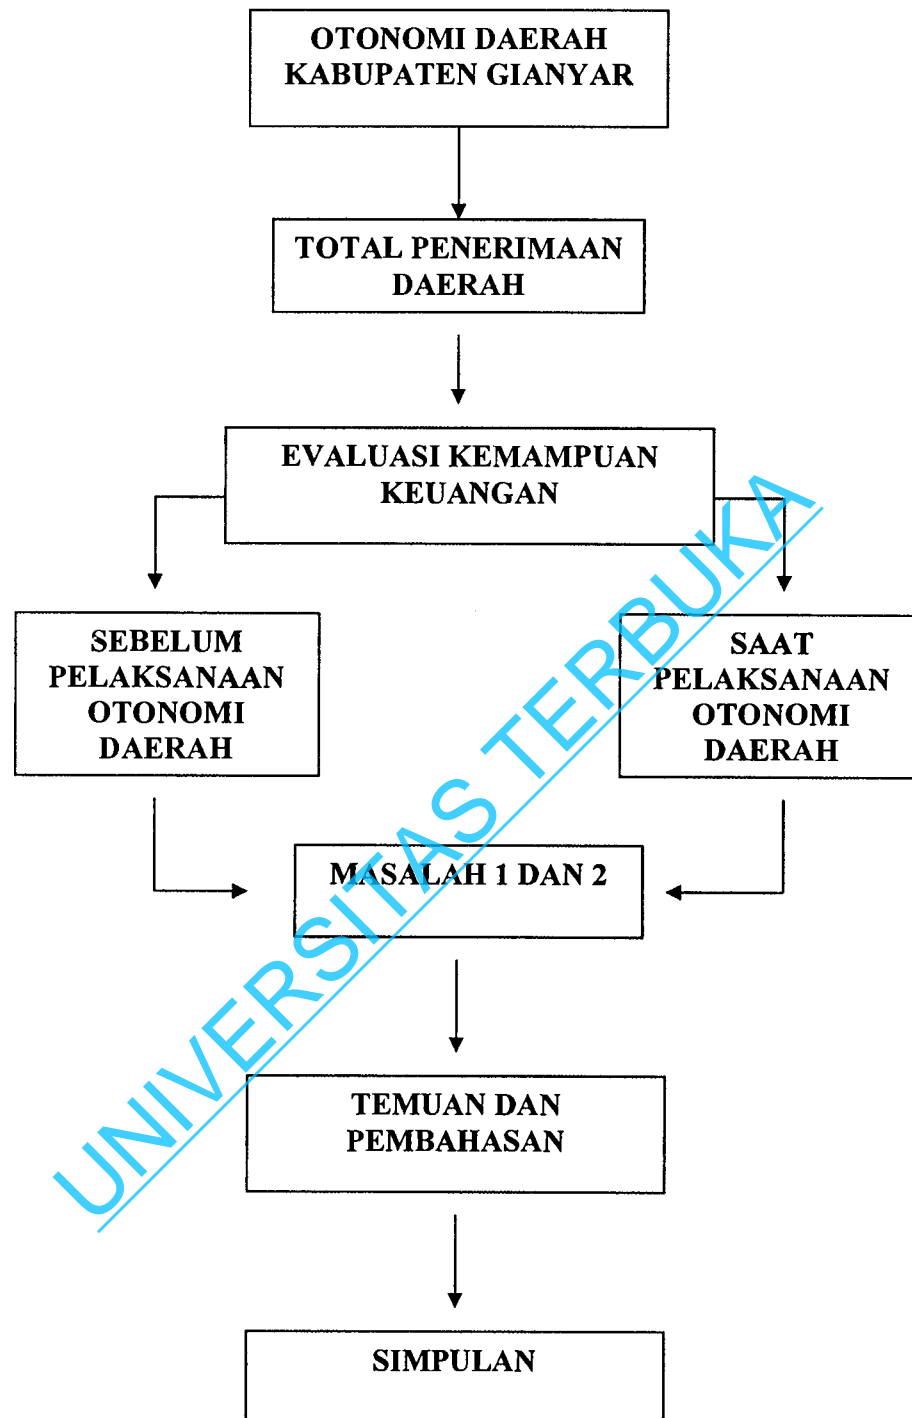 OTONOMI DAERAH
KABUPATEN GIANYAR
TOTAL PENERIMAAN
DAERAH
EVALUASI KEMAMPUAN
KEUANGAN
SEBELUM
PELAKSANAAN
OTONOMI
DAERAH
SAAT
PELAKSANAAN
OTONOMI
DAERAH
MASALAH 1 DAN 2
TEMUAN DAN
PEMBAHASAN
SIMPULAN
UNIVERSITAS TERBUKA